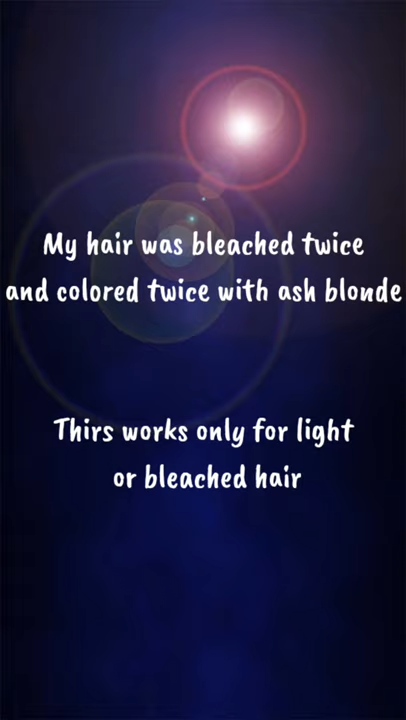 My hair was bleached twice
and colored twice with ash blonde
Thirs works only for light
or bleached hair